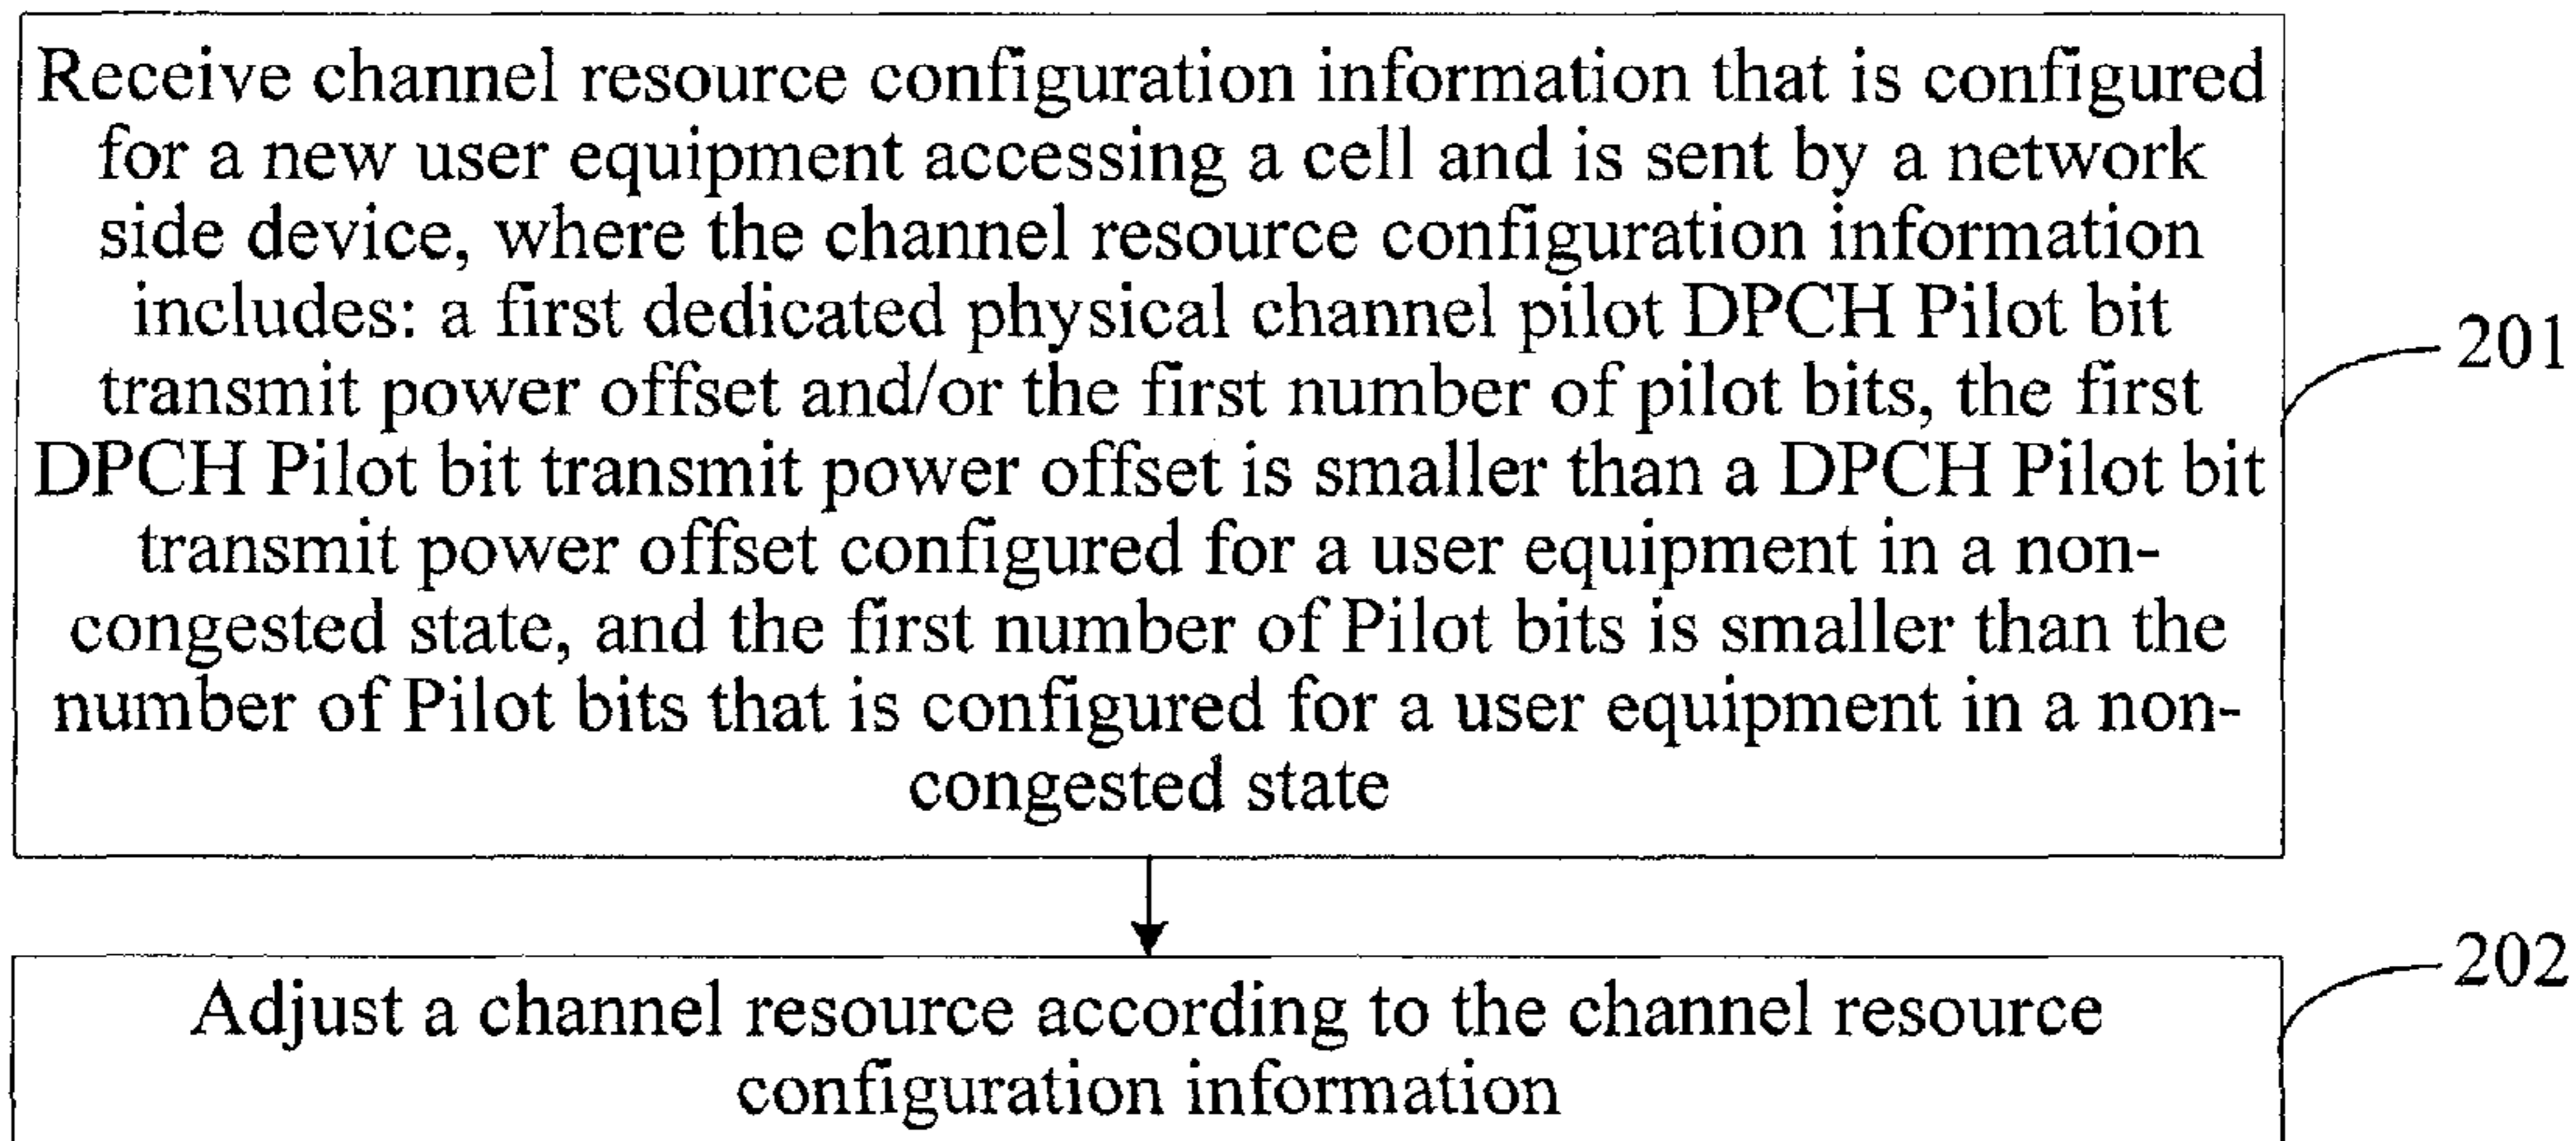 Receive channel resource configuration information that is configured
for a new user equipment accessing a cell and is sent by a network
side device, where the channel resource configuration information
includes: a first dedicated physical channel pilot DPCH Pilot bit
transmit power offset and/or the first number of pilot bits, the first
DPCH Pilot bit transmit power offset is smaller than a DPCH Pilot bit
transmit power offset configured for a user equipment in a non-
congested state, and the first number of Pilot bits is smaller than the
number of Pilot bits that is configured for a user equipment in a non-
congested state
201
Adjust a channel resource according to the channel resource
configuration information
202